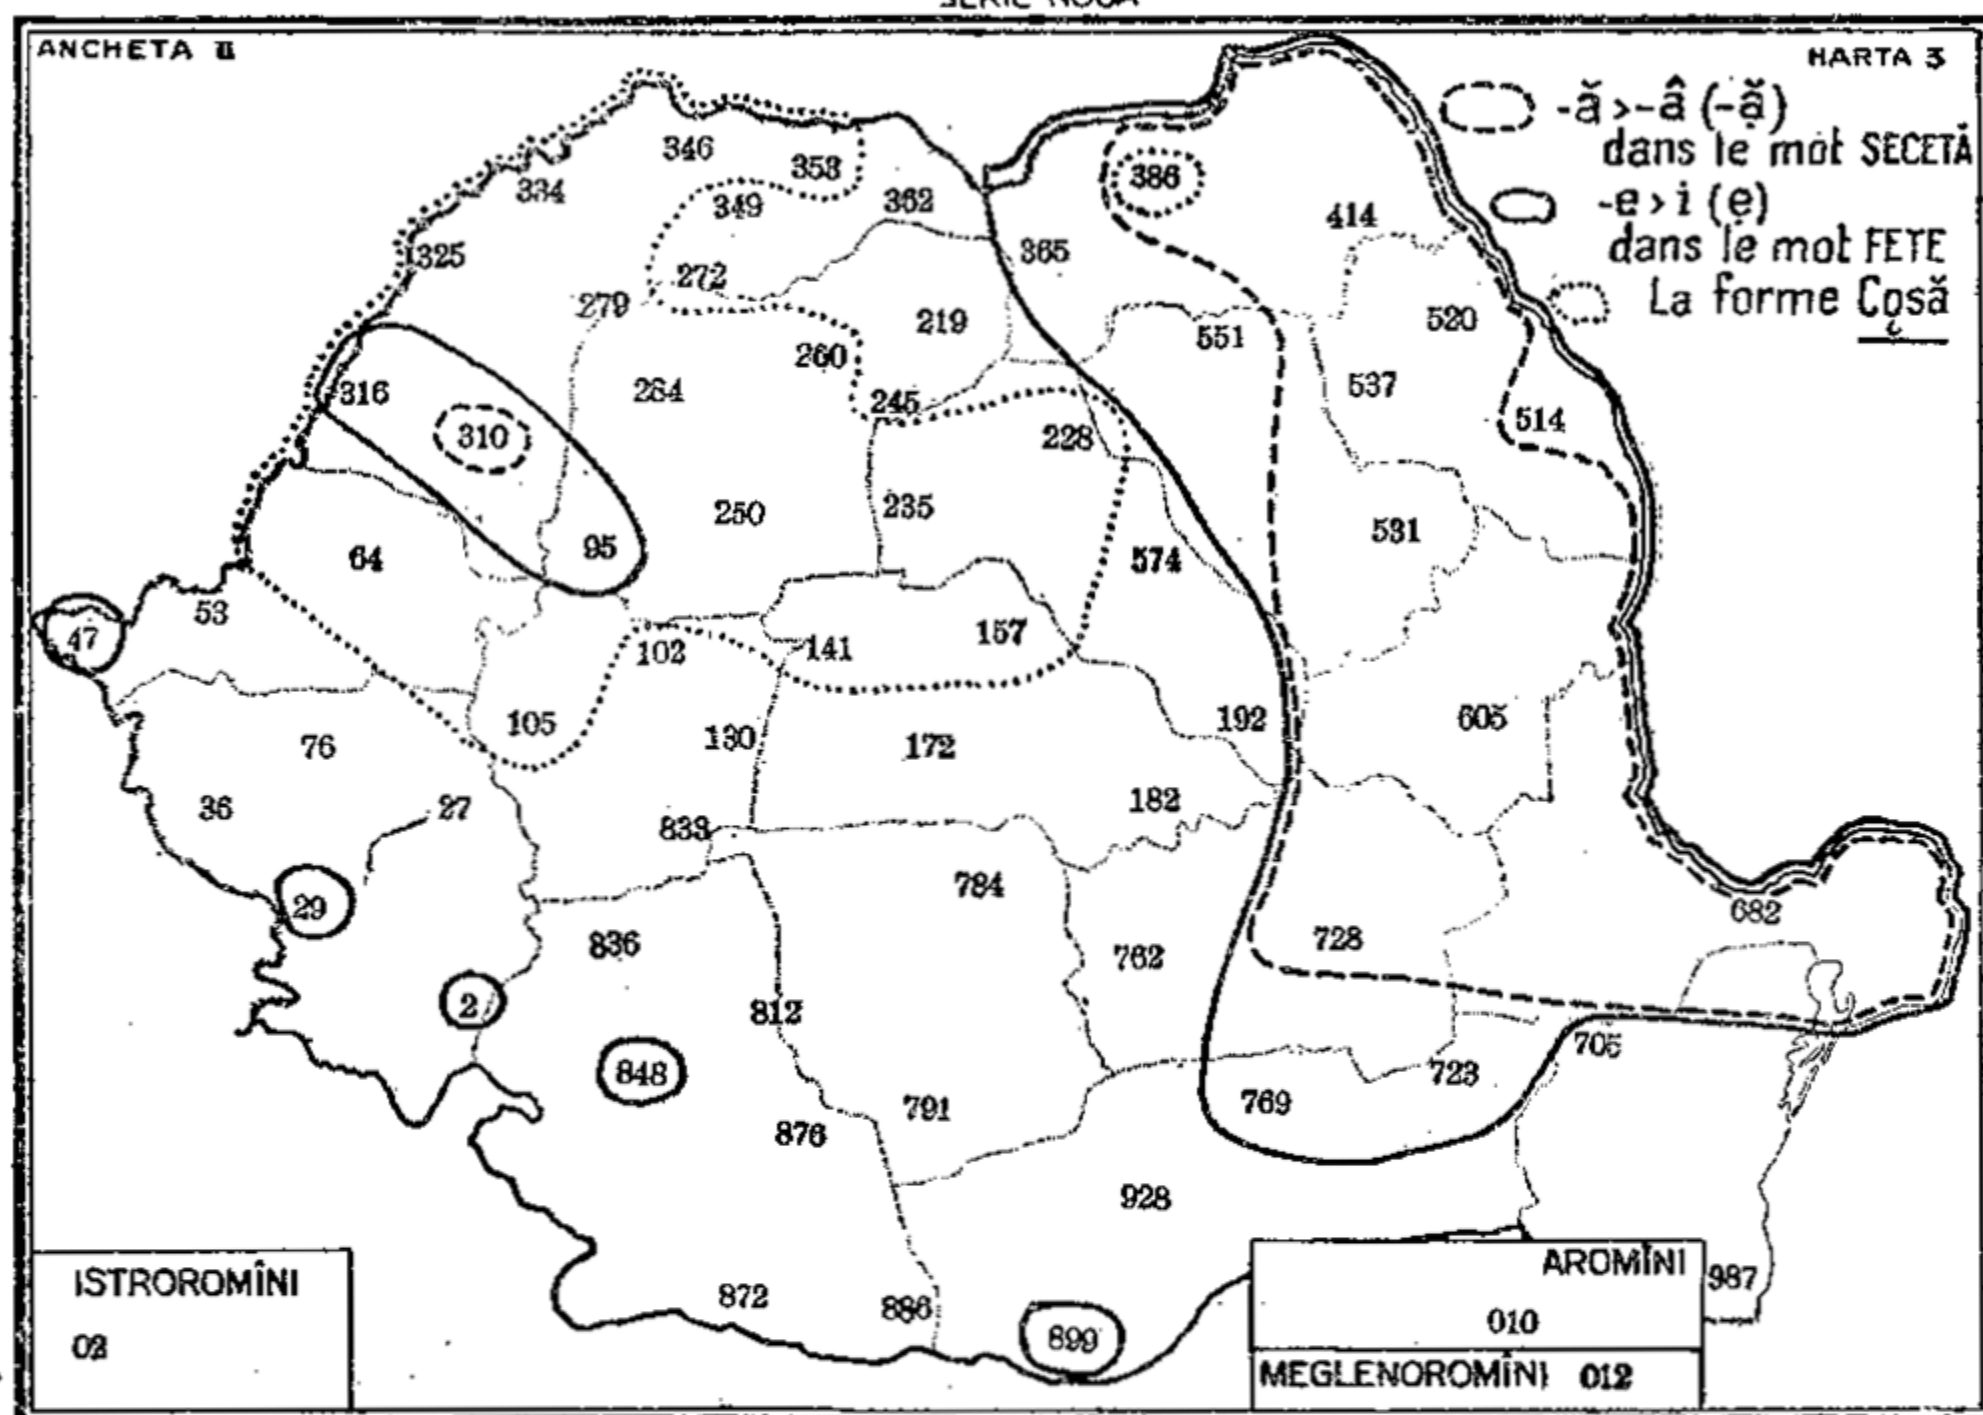 SERIE NOUĂ
ANCHETA II
HARTA 3
-ă>-â (-ǎ)
dans le mot SECETĂ
-e>i (ẹ)
dans le mot FETE
La forme Coșă
346 353
334 349 362 386 414
325 365
272
279 219 520
260 551
316 284 245 537
310 228 514
250 235
64 95 574 531
53
47 102 141 157
105 130 172 192 605
76
36 27 182
833
29 784 682
836 762 728
2 812
848 705
791 769 723
876
928
872 886 987
899
ISTROROMÎNI
02
AROMÎNI
010
MEGLENOROMÎNI 012